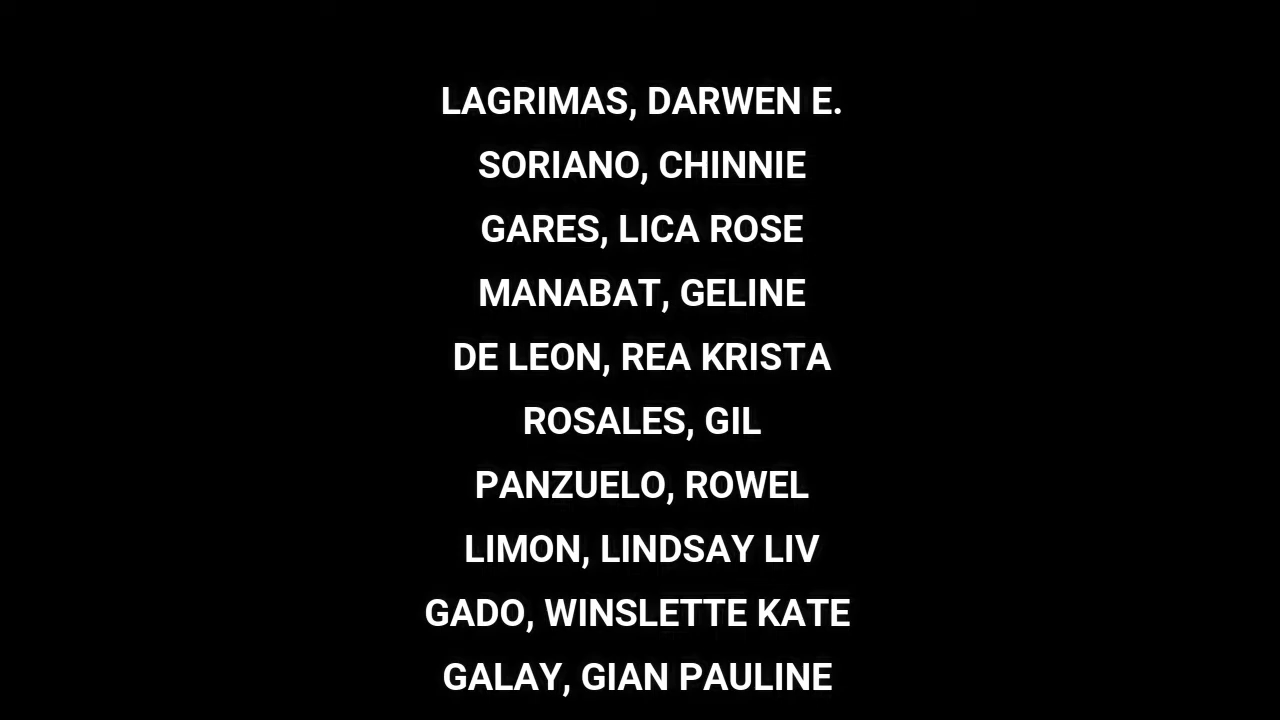 LAGRIMAS, DARWEN E.
SORIANO, CHINNIE
GARES, LICA ROSE
MANABAT, GELINE
DE LEON, REA KRISTA
ROSALES, GIL
PANZUELO, ROWEL
LIMON, LINDSAY LIV
GADO, WINSLETTE KATE
GALAY, GIAN PAULINE